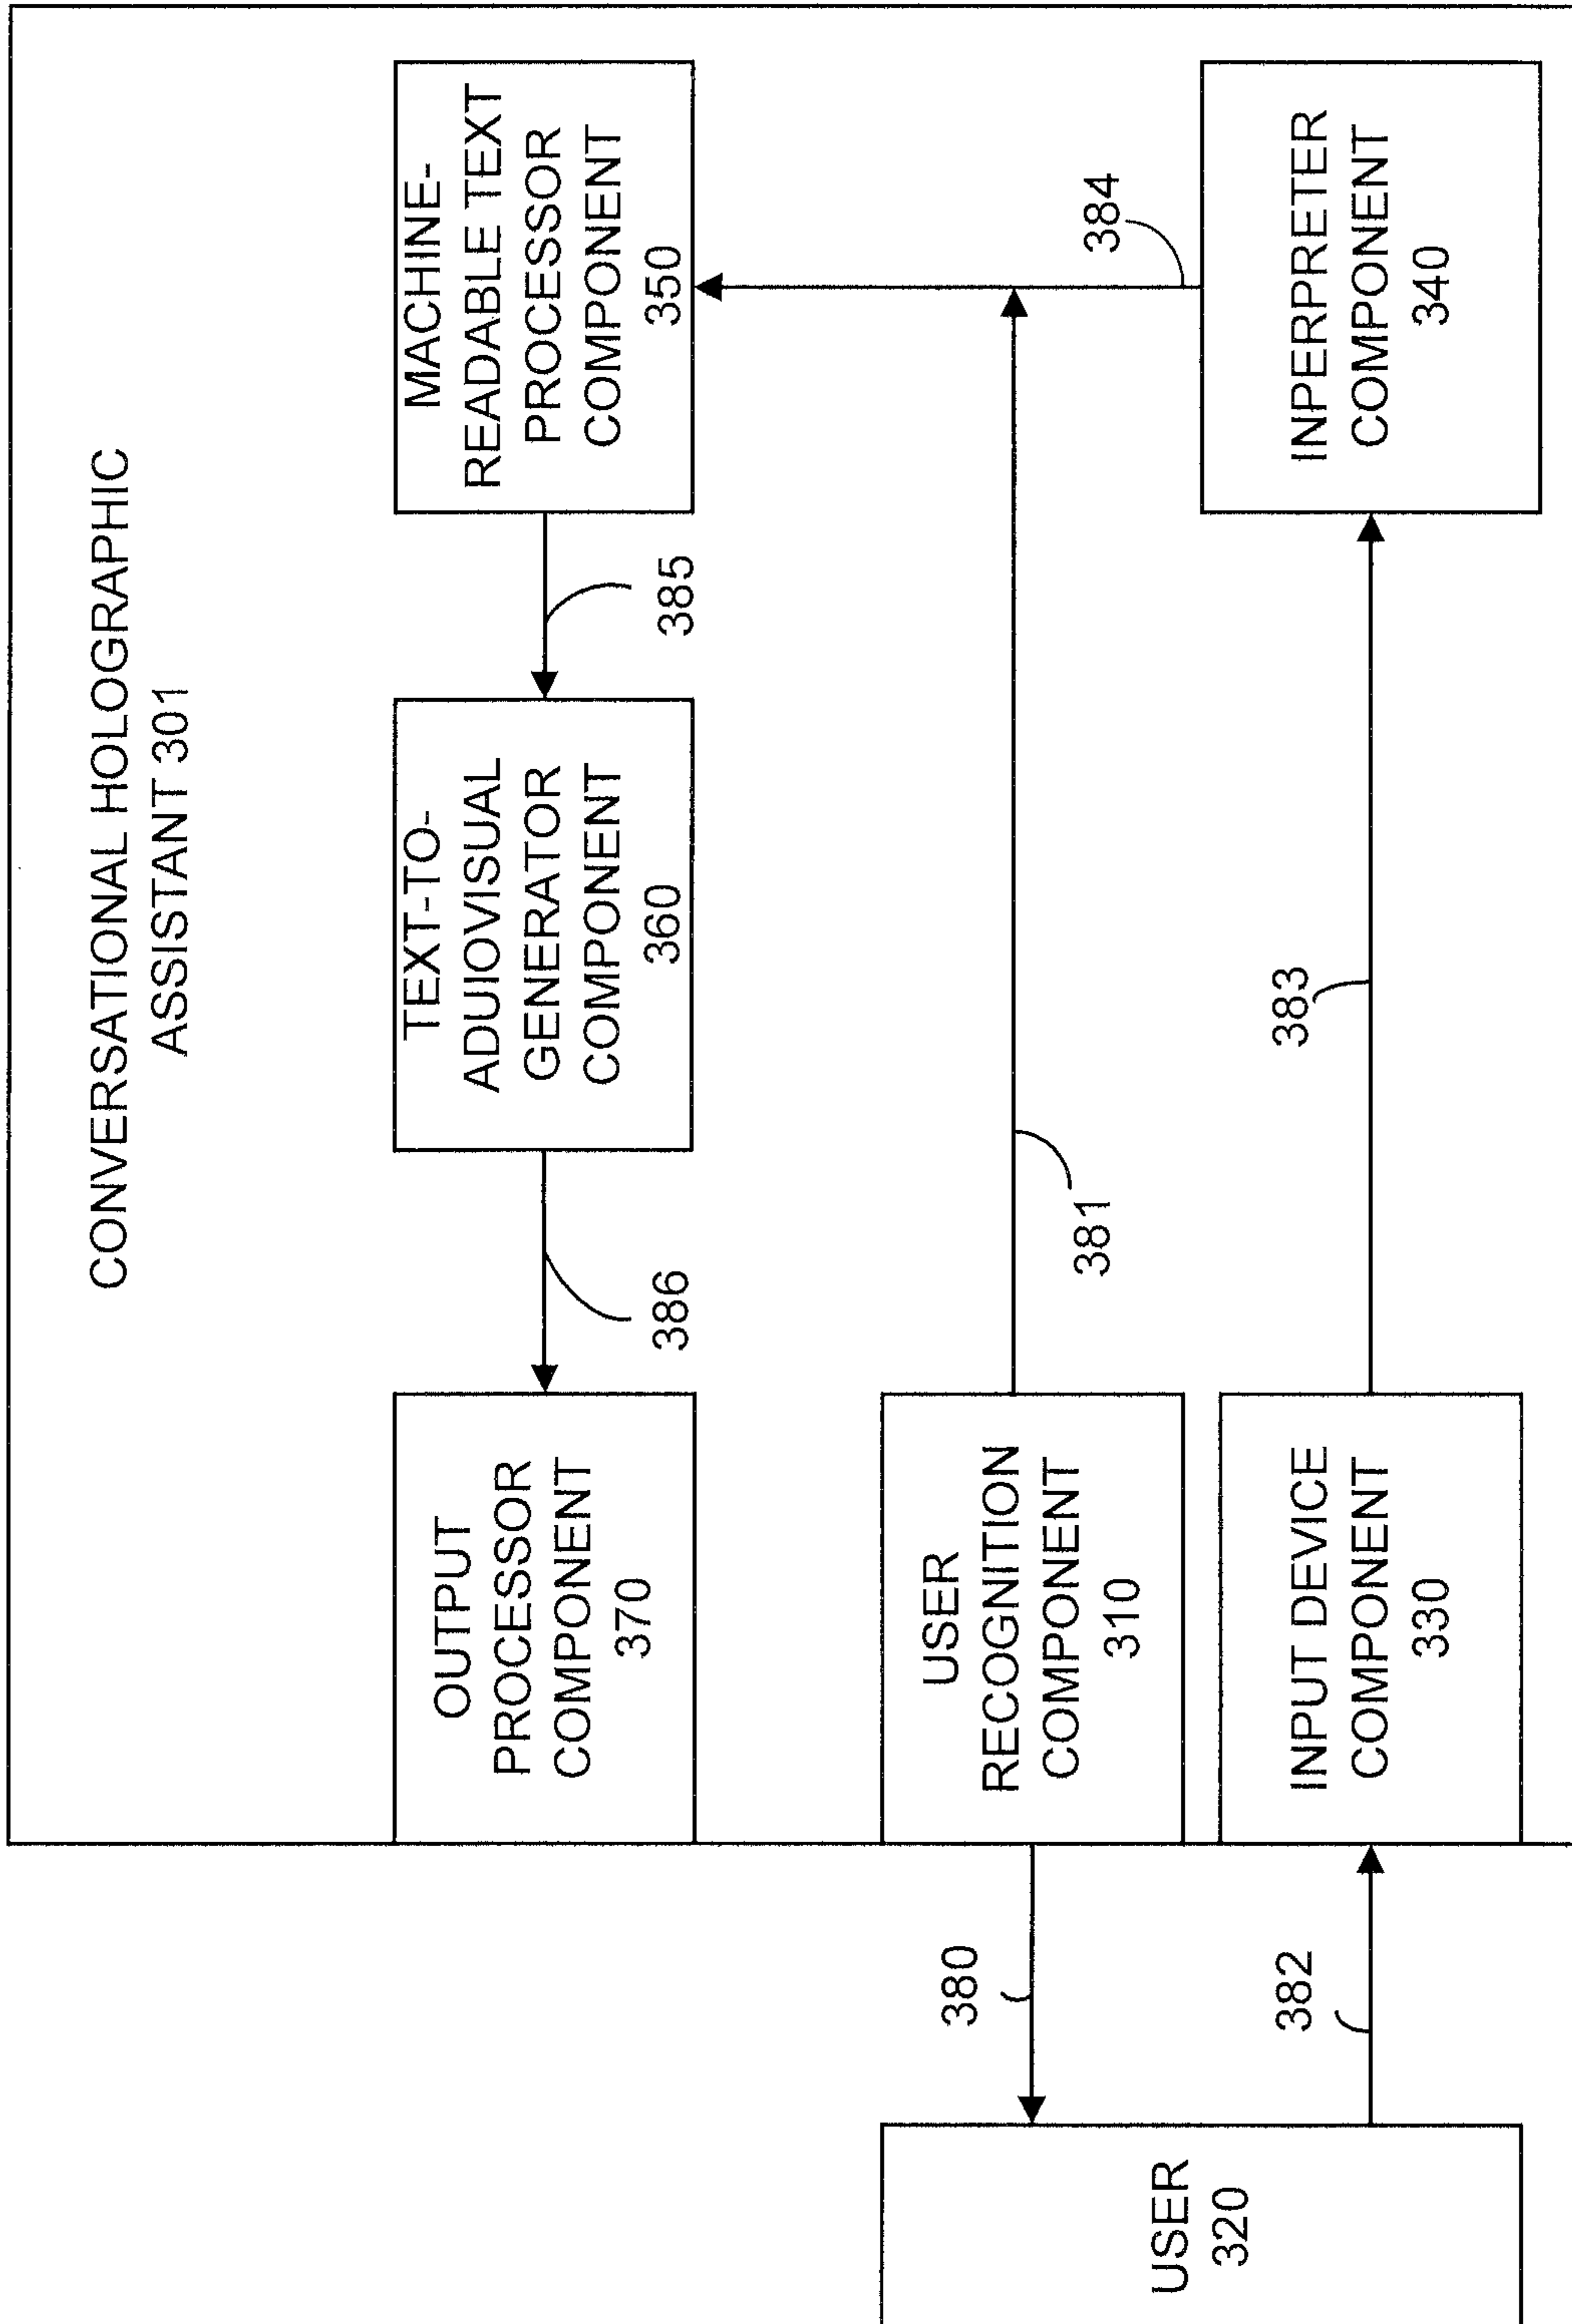 CONVERSATIONAL HOLOGRAPHIC
ASSISTANT 301
OUTPUT
PROCESSOR
COMPONENT
370
TEXT-TO-
ADUIOVISUAL
GENERATOR
COMPONENT
360
MACHINE-
READABLE TEXT
PROCESSOR
COMPONENT
350
386
385
380
USER
RECOGNITION
COMPONENT
310
381
384
USER
320
382
INPUT DEVICE
COMPONENT
330
383
INPERPRETER
COMPONENT
340